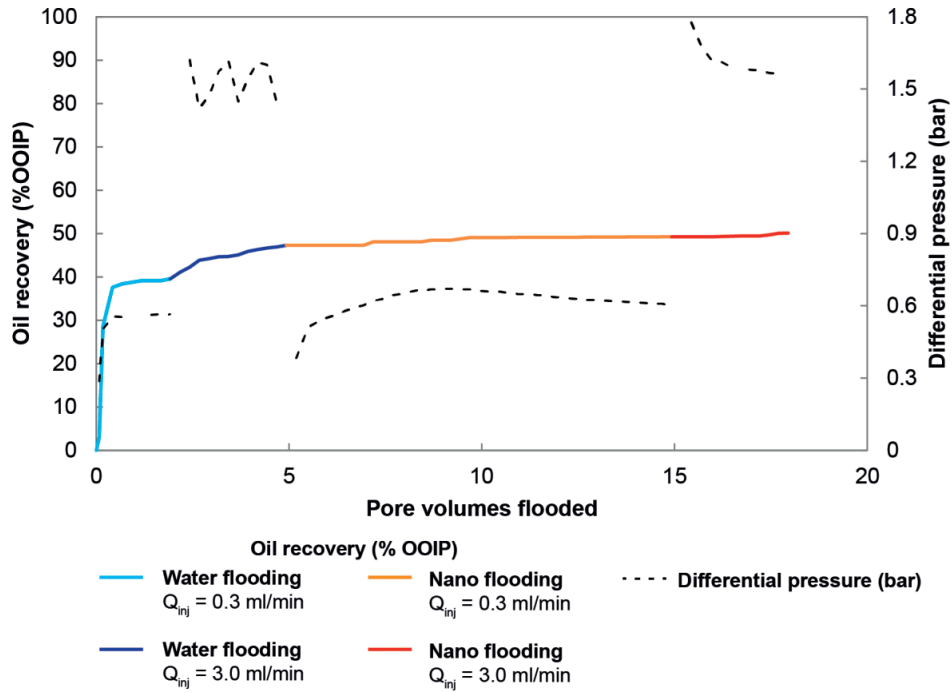 Oil recovery (%OOIP)
100
90
80
70
60
50
40
30
20
10
0
0
5
10
15
20
Pore volumes flooded
1.8
1.5
1.2
0.9
0.6
0.3
0
Differential pressure (bar)
Oil recovery (% OOIP)
Water flooding
Qinj = 0.3 ml/min
Nano flooding
Qinj = 0.3 ml/min
Differential pressure (bar)
Water flooding
Qinj = 3.0 ml/min
Nano flooding
Qinj = 3.0 ml/min